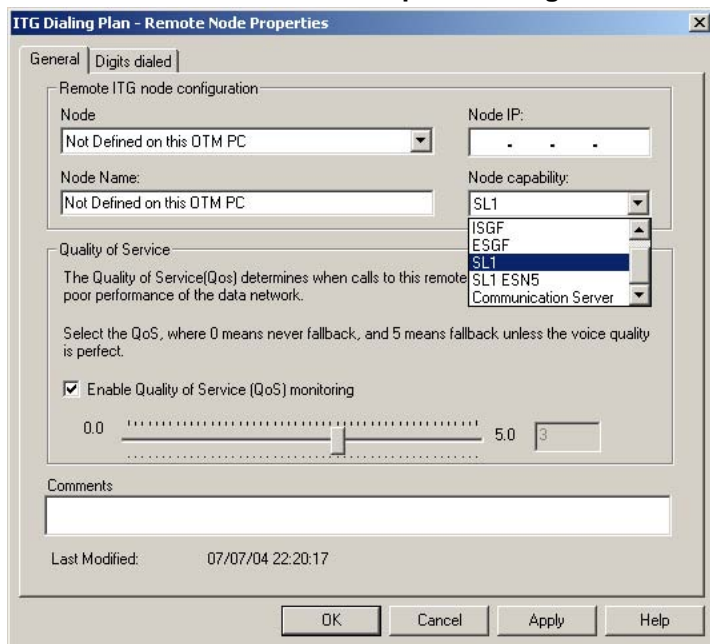 ITG Dialing Plan - Remote Node Properties
General
Digits dialed
Remote ITG node configuration
Node
Node IP:
Not Defined on this OTM PC
. . .
Node Name:
Node capability:
Not Defined on this OTM PC
SL1
ISGF
ESGF
SL1
SL1 ESN5
Communication Server
Quality of Service
The Quality of Service(Qos) determines when calls to this remote
poor performance of the data network.
Select the QoS, where 0 means never fallback, and 5 means fallback unless the voice quality
is perfect.
Enable Quality of Service (QoS) monitoring
0.0
5.0
3
Comments
Last Modified: 07/07/04 22:20:17
OK
Cancel
Apply
Help